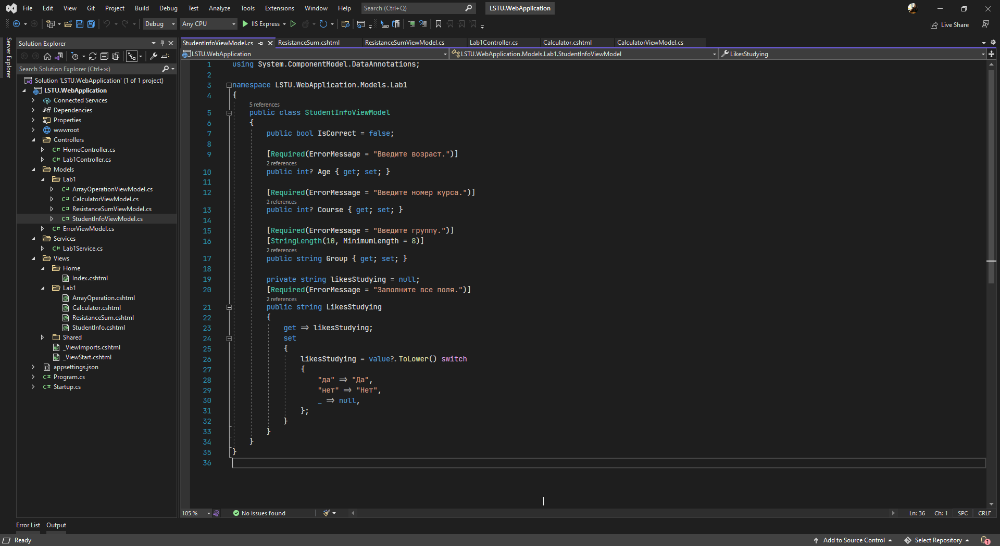 File Edit View Git Project Build Debug Test Analyze Tools Extensions Window Help Search (Ctrl+Q) LSTU.WebApplication
Debug Any CPU IIS Express Live Share
Server Explorer
Solution Explorer
Search Solution Explorer (Ctrl+ж)
Solution 'LSTU.WebApplication' (1 of 1 project)
LSTU.WebApplication
Connected Services
Dependencies
Properties
wwwroot
Controllers
C# HomeController.cs
C# Lab1Controller.cs
Models
Lab1
C# ArrayOperationViewModel.cs
C# CalculatorViewModel.cs
C# ResistanceSumViewModel.cs
C# StudentInfoViewModel.cs
C# ErrorViewModel.cs
Services
C# Lab1Service.cs
Views
Home
Index.cshtml
Lab1
ArrayOperation.cshtml
Calculator.cshtml
ResistanceSum.cshtml
StudentInfo.cshtml
Shared
_ViewImports.cshtml
_ViewStart.cshtml
appsettings.json
C# Program.cs
C# Startup.cs
StudentInfoViewModel.cs ResistanceSum.cshtml ResistanceSumViewModel.cs Lab1Controller.cs Calculator.cshtml CalculatorViewModel.cs
LSTU.WebApplication LSTU.WebApplication.Models.Lab1.StudentInfoViewModel LikesStudying
1 using System.ComponentModel.DataAnnotations;
2
3 namespace LSTU.WebApplication.Models.Lab1
4 {
5 references
5 public class StudentInfoViewModel
6 {
7 public bool IsCorrect = false;
8
9 [Required(ErrorMessage = "Введите возраст.")]
2 references
10 public int? Age { get; set; }
11
12 [Required(ErrorMessage = "Введите номер курса.")]
2 references
13 public int? Course { get; set; }
14
15 [Required(ErrorMessage = "Введите группу.")]
16 [StringLength(10, MinimumLength = 8)]
2 references
17 public string Group { get; set; }
18
19 private string likesStudying = null;
20 [Required(ErrorMessage = "Заполните все поля.")]
2 references
21 public string LikesStudying
22 {
23 get => likesStudying;
24 set
25 {
26 likesStudying = value?.ToLower() switch
27 {
28 "да" => "Да",
29 "нет" => "Нет",
30 _ => null,
31 };
32 }
33 }
34 }
35 }
36
105 % No issues found Ln: 36 Ch: 1 SPC CRLF
Error List Output
Ready Add to Source Control Select Repository 1